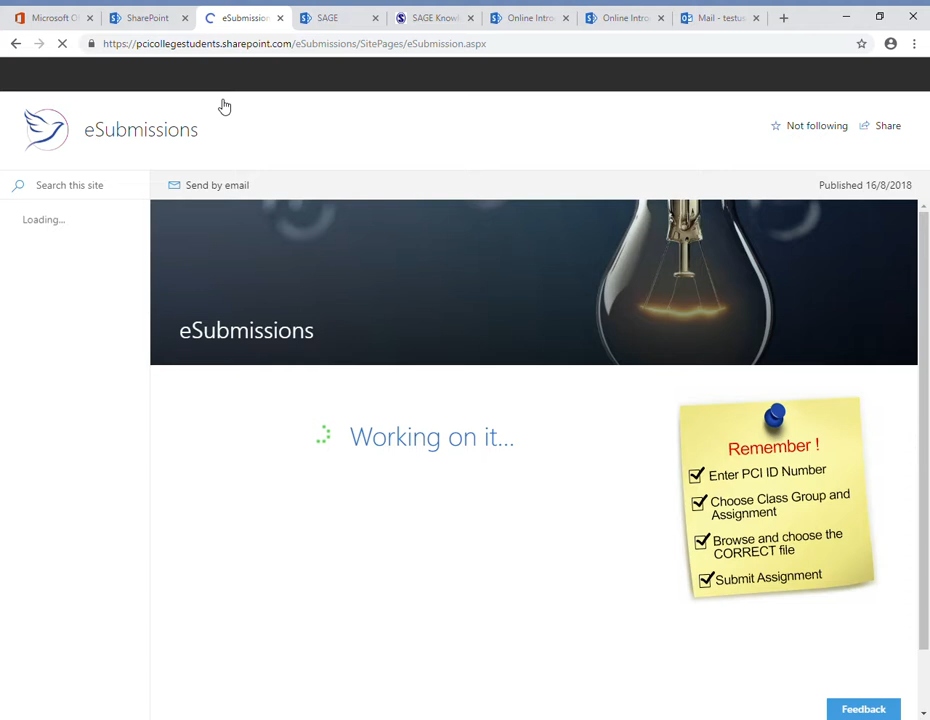 Microsoft Of
SharePoint
eSubmission
SAGE
SAGE Knowl
Online Intro
Online Intro
Mail - testus
https://pcicollegestudents.sharepoint.com/eSubmissions/SitePages/eSubmission.aspx
eSubmissions
Not following
Share
Search this site
Send by email
Published 16/8/2018
Loading...
eSubmissions
Working on it...
Remember !
Enter PCI ID Number
Choose Class Group and
Assignment
Browse and choose the
CORRECT file
Submit Assignment
Feedback